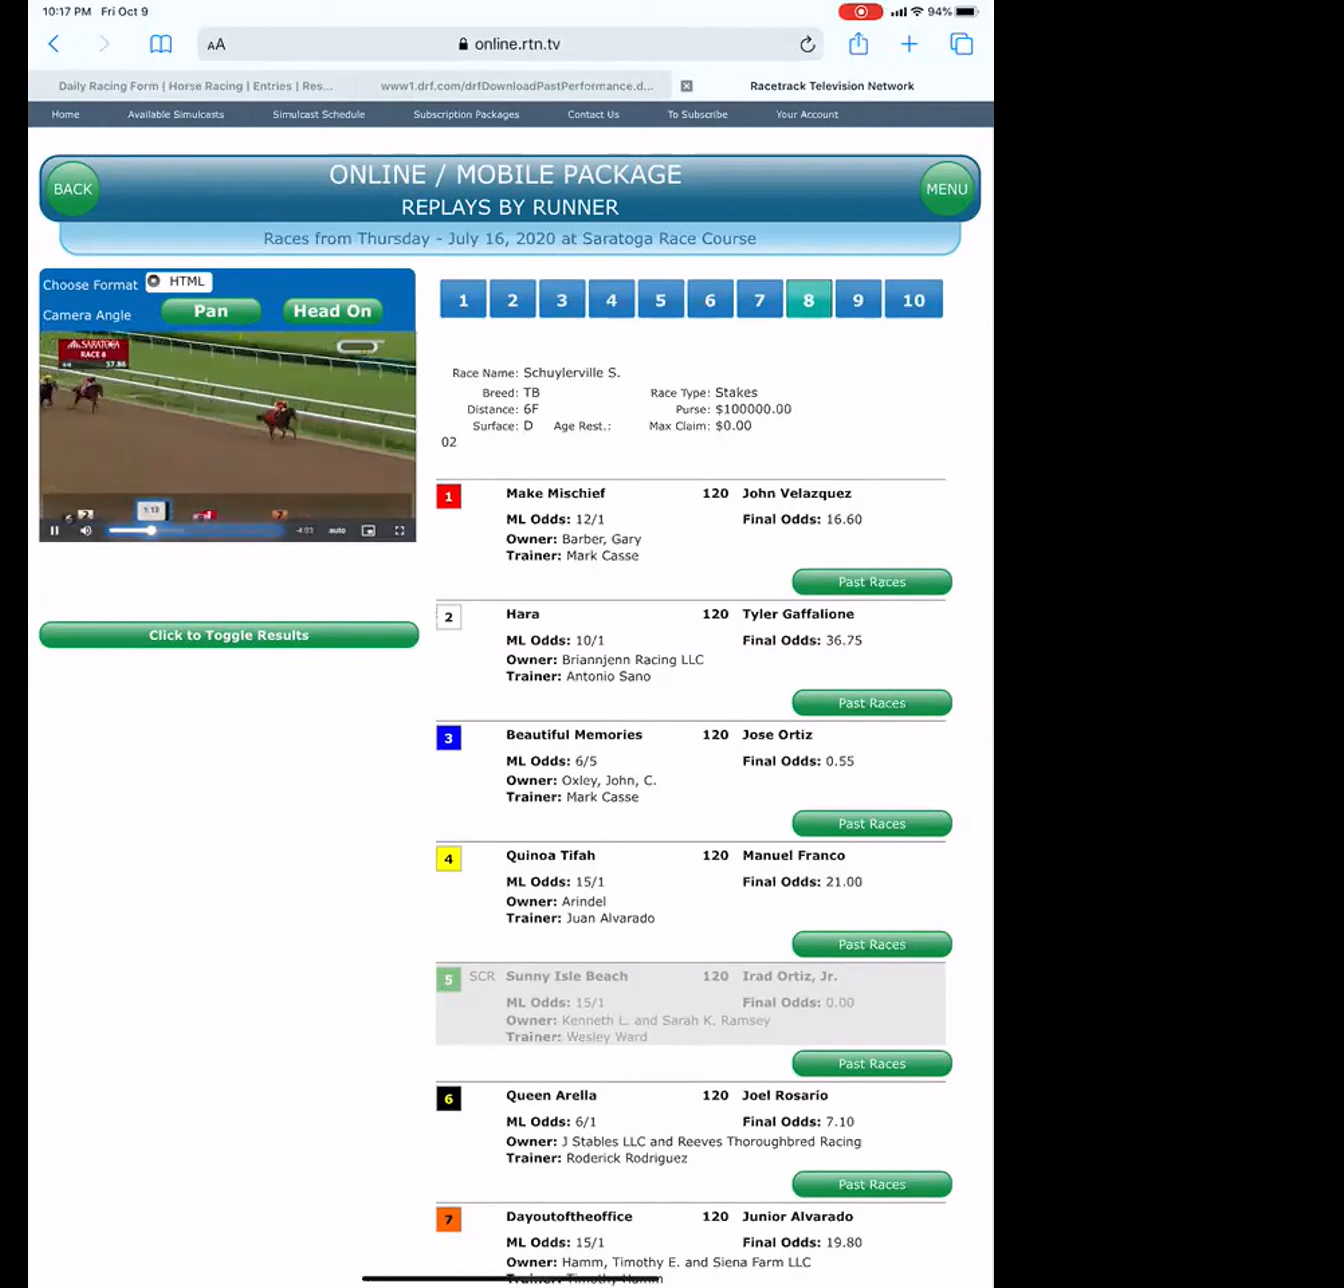 10:17 PM Fri Oct 9
94%
AA
online.rtn.tv
Daily Racing Form | Horse Racing | Entries | Res...
www1.drf.com/drfDownloadPastPerformance.d...
Racetrack Television Network
Home
Available Simulcasts
Simulcast Schedule
Subscription Packages
Contact Us
To Subscribe
Your Account
BACK
ONLINE / MOBILE PACKAGE
MENU
REPLAYS BY RUNNER
Races from Thursday - July 16, 2020 at Saratoga Race Course
Choose Format HTML
Camera Angle Pan Head On
SARATOGA
RACE 8
57.86
1:13
2
7
-4:03 auto
Click to Toggle Results
1 2 3 4 5 6 7 8 9 10
Race Name: Schuylerville S.
Breed: TB Race Type: Stakes
Distance: 6F Purse: $100000.00
Surface: D Age Rest.: Max Claim: $0.00
02
1 Make Mischief 120 John Velazquez
ML Odds: 12/1 Final Odds: 16.60
Owner: Barber, Gary
Trainer: Mark Casse
Past Races
2 Hara 120 Tyler Gaffalione
ML Odds: 10/1 Final Odds: 36.75
Owner: Briannjenn Racing LLC
Trainer: Antonio Sano
Past Races
3 Beautiful Memories 120 Jose Ortiz
ML Odds: 6/5 Final Odds: 0.55
Owner: Oxley, John, C.
Trainer: Mark Casse
Past Races
4 Quinoa Tifah 120 Manuel Franco
ML Odds: 15/1 Final Odds: 21.00
Owner: Arindel
Trainer: Juan Alvarado
Past Races
5 SCR Sunny Isle Beach 120 Irad Ortiz, Jr.
ML Odds: 15/1 Final Odds: 0.00
Owner: Kenneth L. and Sarah K. Ramsey
Trainer: Wesley Ward
Past Races
6 Queen Arella 120 Joel Rosario
ML Odds: 6/1 Final Odds: 7.10
Owner: J Stables LLC and Reeves Thoroughbred Racing
Trainer: Roderick Rodriguez
Past Races
7 Dayoutoftheoffice 120 Junior Alvarado
ML Odds: 15/1 Final Odds: 19.80
Owner: Hamm, Timothy E. and Siena Farm LLC
Trainer: Timothy Hamm